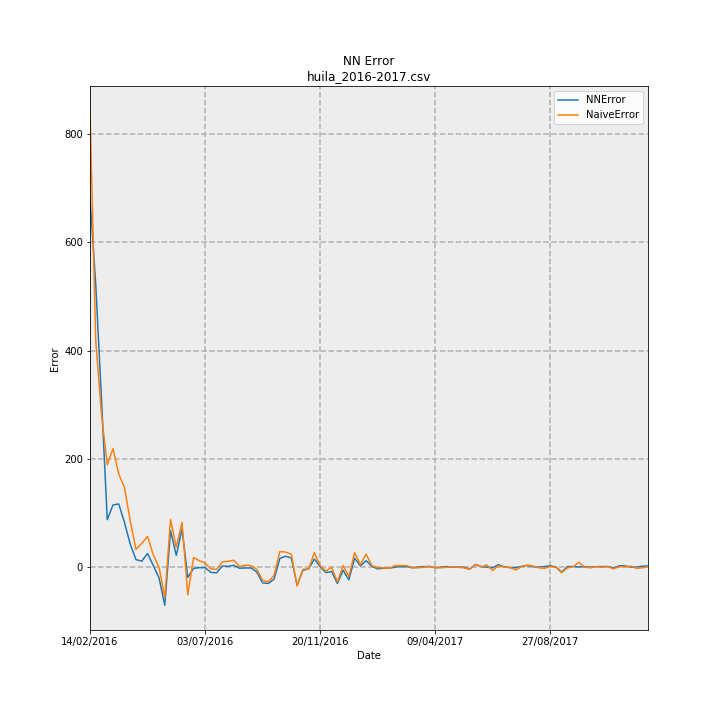 NN Error
huila_2016-2017.csv
NNError
NaiveError
800
600
400
200
0
Error
14/02/2016
03/07/2016
20/11/2016
09/04/2017
27/08/2017
Date